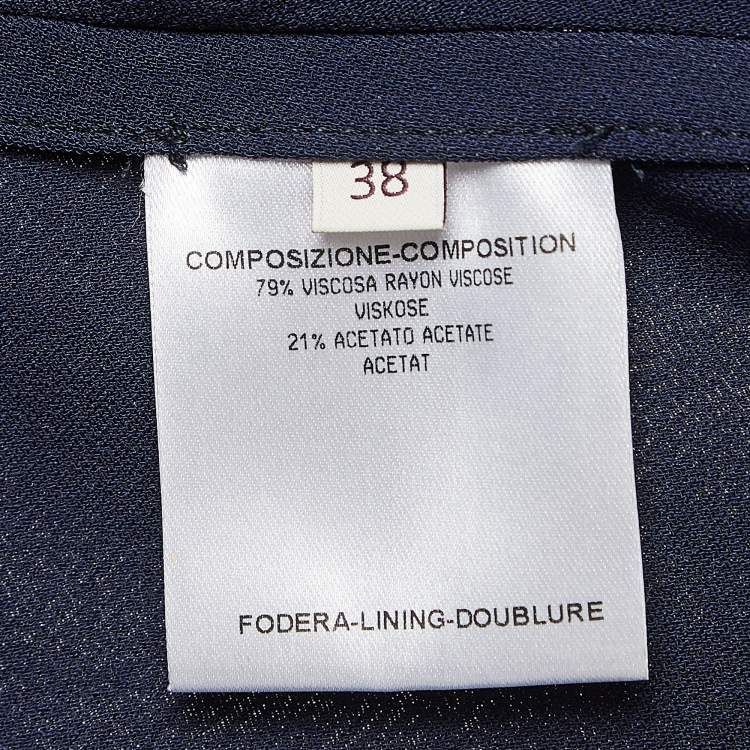 38
COMPOSIZIONE-COMPOSITION
79% VISCOSA RAYON VISCOSE
VISKOSE
21% ACETATO ACETATE
ACETAT
FODERA-LINING-DOUBLURE